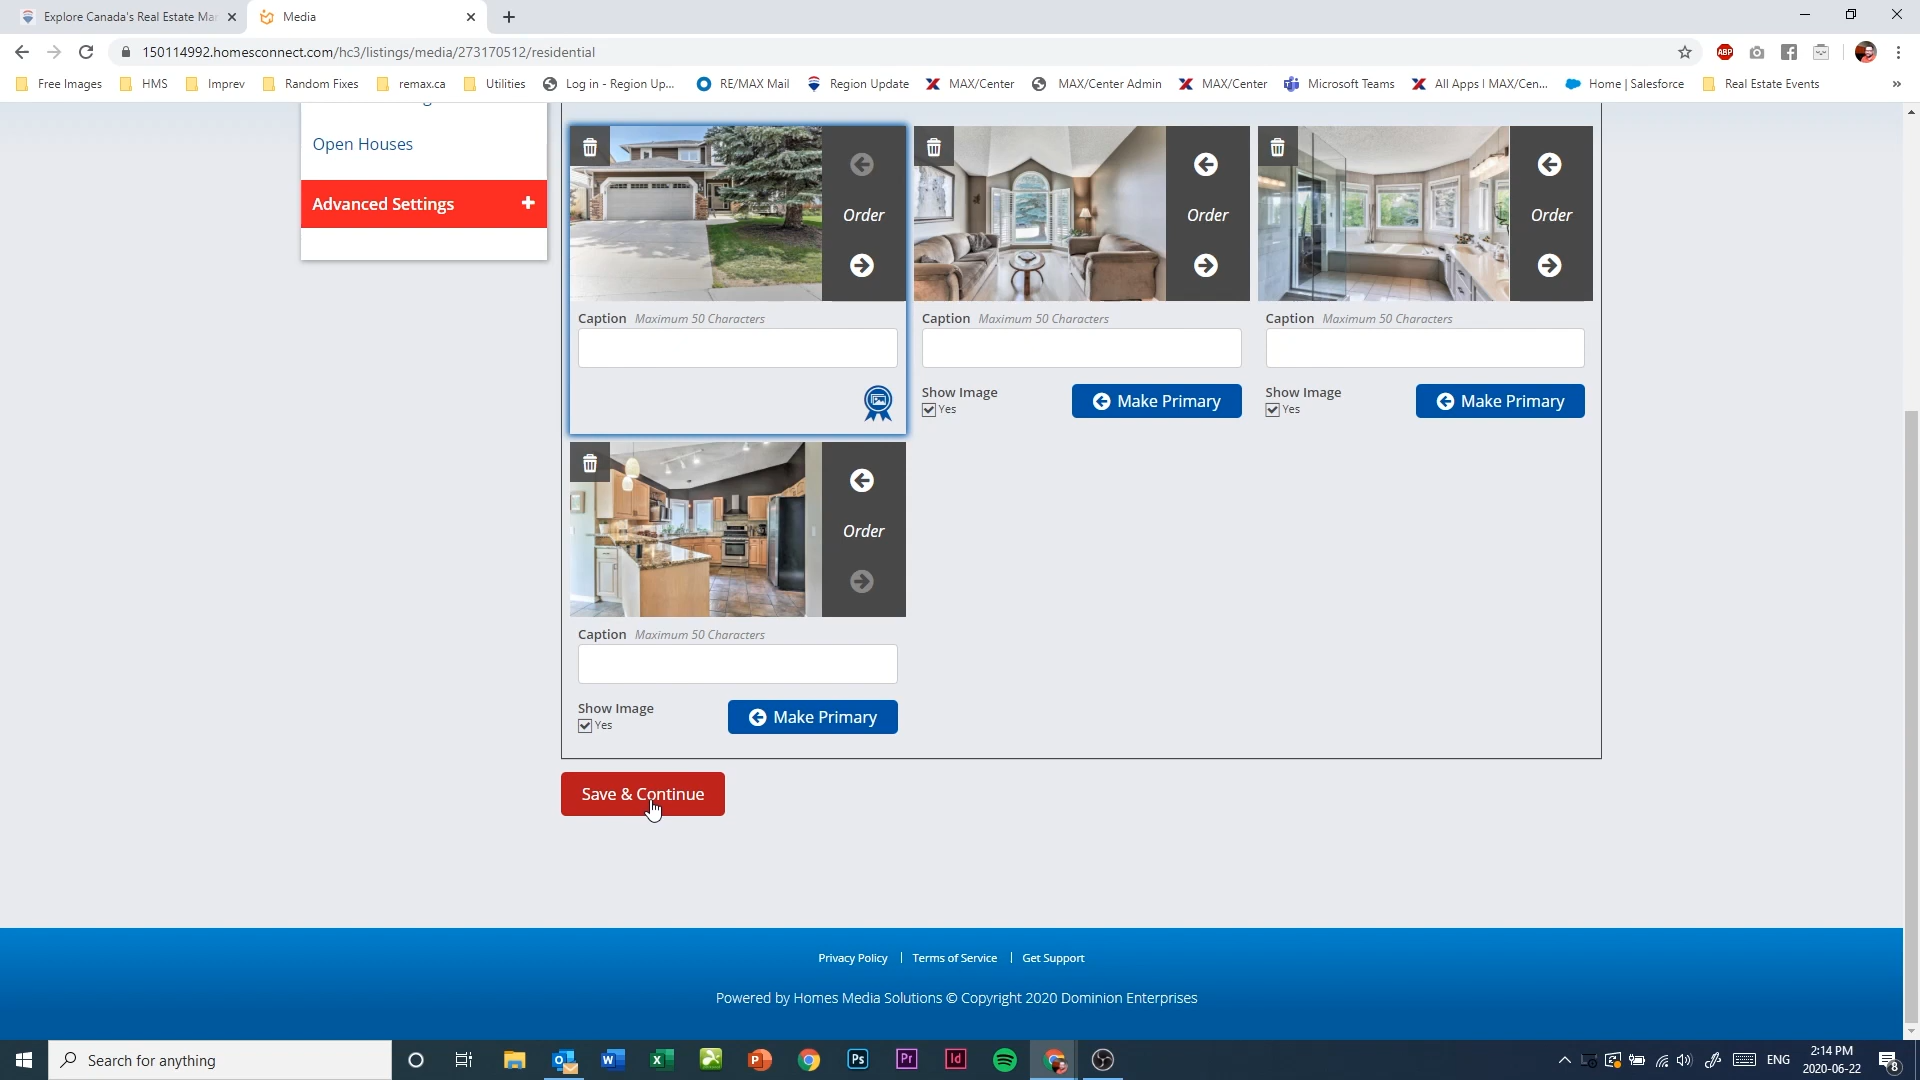 Explore Canada's Real Estate Mar
Media
150114992.homesconnect.com/hc3/listings/media/273170512/residential
ABP
Free Images
HMS
Imprev
Random Fixes
remax.ca
Utilities
Log in - Region Up...
RE/MAX Mail
Region Update
MAX/Center
MAX/Center Admin
MAX/Center
Microsoft Teams
All Apps | MAX/Cen...
Home | Salesforce
Real Estate Events
»
Open Houses
Advanced Settings
Order
Order
Order
Caption Maximum 50 Characters
Caption Maximum 50 Characters
Caption Maximum 50 Characters
Show Image
Yes
Make Primary
Show Image
Yes
Make Primary
Order
Caption Maximum 50 Characters
Show Image
Yes
Make Primary
Save & Continue
Privacy Policy | Terms of Service | Get Support
Powered by Homes Media Solutions © Copyright 2020 Dominion Enterprises
Search for anything
Ps
Pr
Id
ENG
2:14 PM
2020-06-22
8